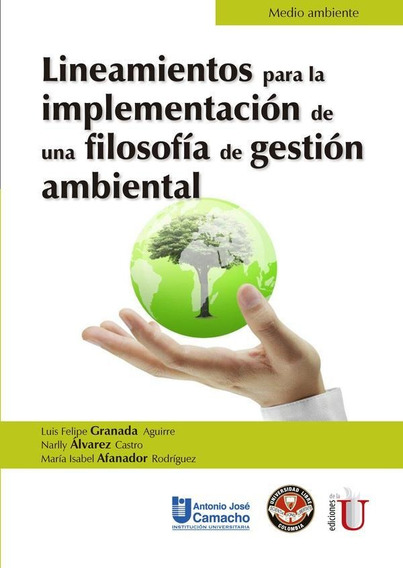 Medio ambiente
Lineamientos para la
implementación de
una filosofía de gestión
ambiental
Luis Felipe Granada Aguirre
Narlly Álvarez Castro
María Isabel Afanador Rodríguez
Antonio José
CAMACHO
INSTITUCIÓN UNIVERSITARIA
UNIVERSIDAD LIBRE
COLOMBIA
ediciones de la U